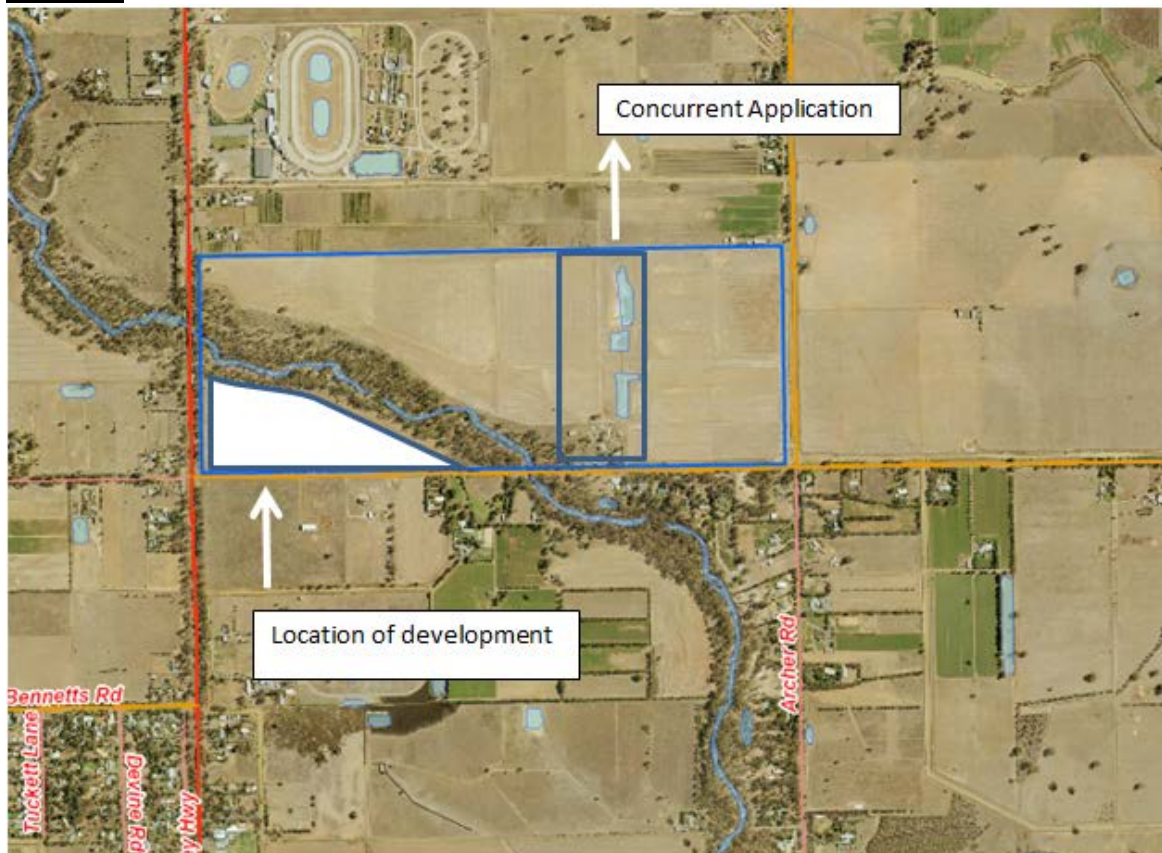 Concurrent Application
Location of development
Bennetts Rd
Tuckett Lane
Devine Rd
Hwy
Archer Rd